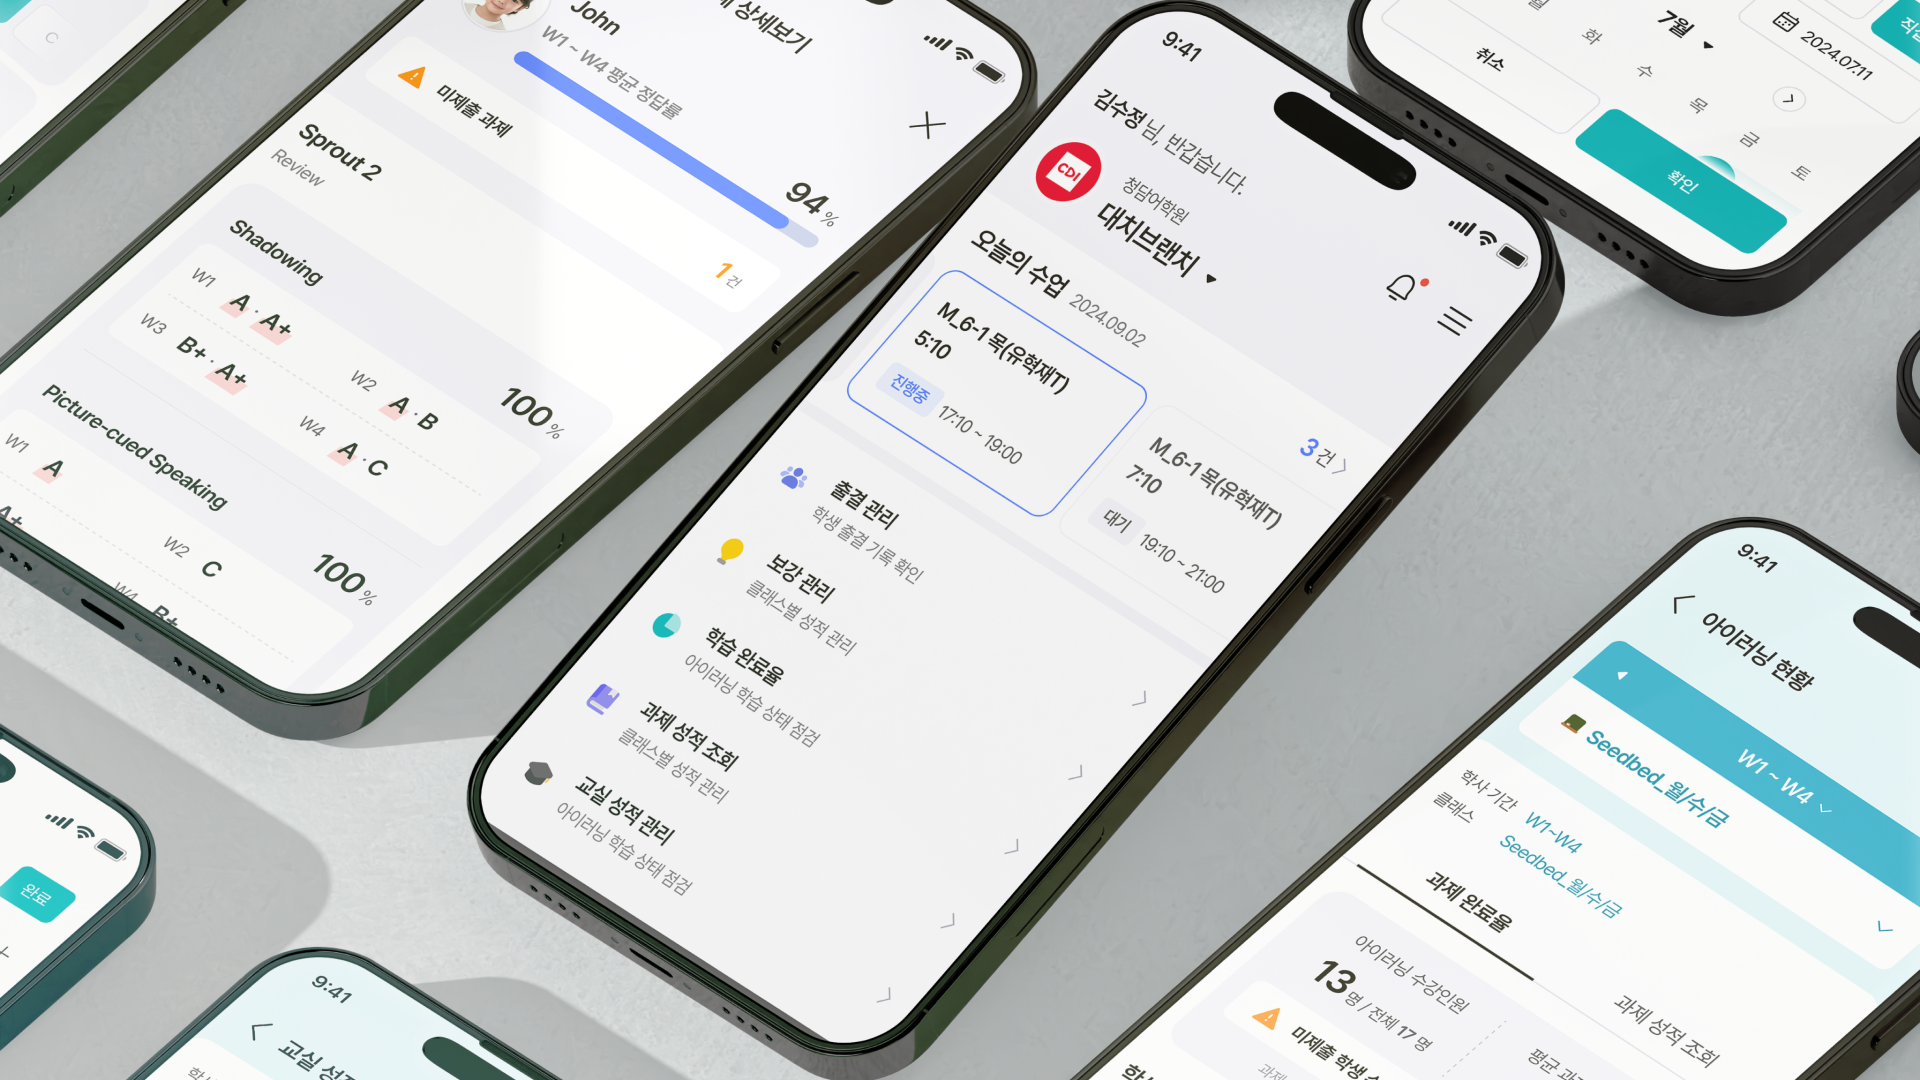 C
상세보기
John
W1 ~ W4 평균 정답률
94%
미제출 과제
1건
Sprout 2
Review
Shadowing
100%
W1 A · A+
W2 A · B
W3 B+ · A+
W4 A · C
Picture-cued Speaking
100%
W1 A
W2 C
A+
W4 B+
9:41
김수정 님, 반갑습니다.
CDI
청담어학원
대치브랜치
오늘의 수업 2024.09.02
3건
M_6-1 목(유혁재T)
5:10
진행중 17:10 ~ 19:00
M_6-1 목(유혁재T)
7:10
대기 19:10 ~ 21:00
출결 관리
학생 출결 기록 확인
보강 관리
클래스별 성적 관리
학습 완료율
아이러닝 학습 상태 점검
과제 성적 조회
클래스별 성적 관리
교실 성적 관리
아이러닝 학습 상태 점검
7월
2024.07.11
화 수 목 금 토
취소
확인
9:41
아이러닝 현황
W1 ~ W4
Seedbed_월/수/금
학사 기간 W1~W4
클래스 Seedbed_월/수/금
과제 완료율
과제 성적 조회
아이러닝 수강인원
13명 / 전체 17명
평균
미제출 학생
과제
완료
9:41
교실